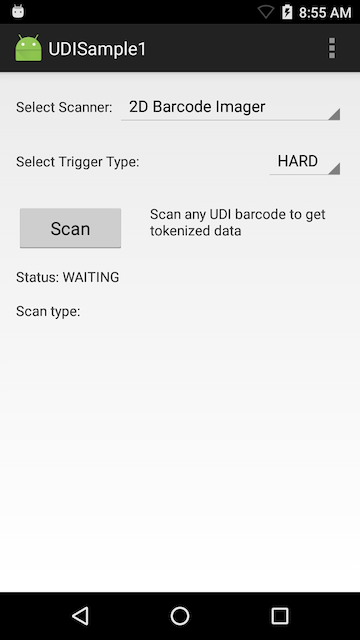 8:55 AM
UDISample1
Select Scanner: 2D Barcode Imager
Select Trigger Type: HARD
Scan
Scan any UDI barcode to get
tokenized data
Status: WAITING
Scan type: